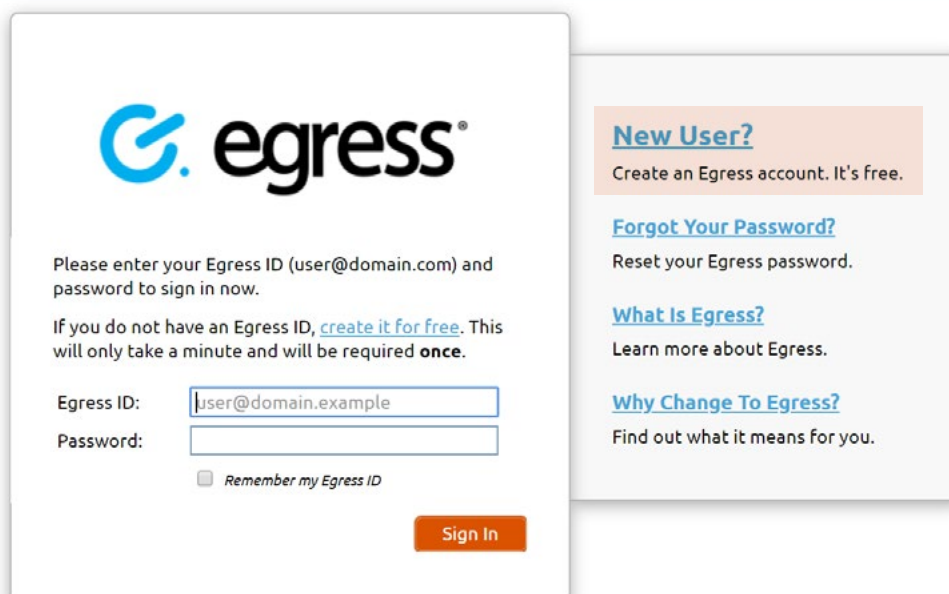 egress®
Please enter your Egress ID (user@domain.com) and
password to sign in now.
If you do not have an Egress ID, create it for free. This
will only take a minute and will be required once.
Egress ID: user@domain.example
Password:
Remember my Egress ID
Sign In
New User?
Create an Egress account. It's free.
Forgot Your Password?
Reset your Egress password.
What Is Egress?
Learn more about Egress.
Why Change To Egress?
Find out what it means for you.